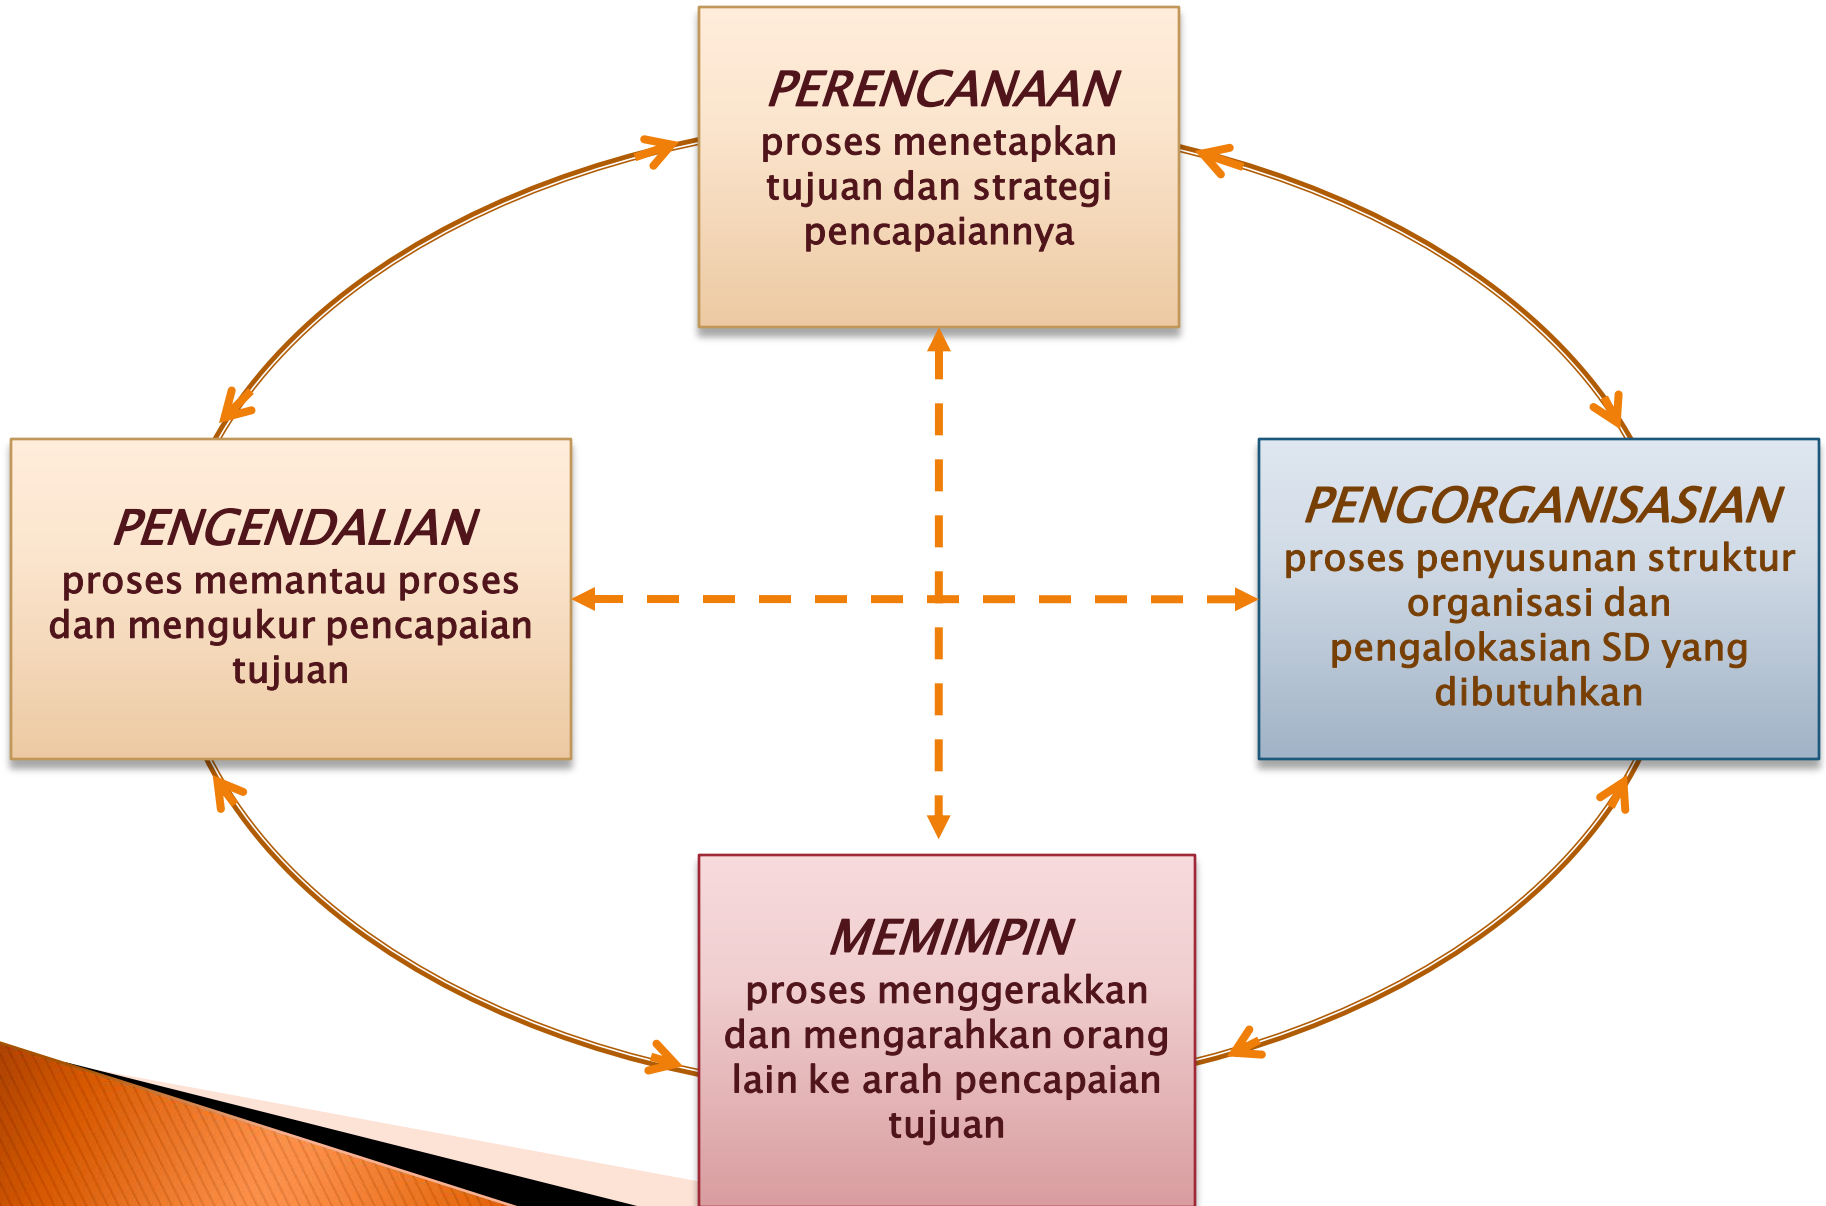 PERENCANAAN
proses menetapkan
tujuan dan strategi
pencapaiannya
PENGENDALIAN
proses memantau proses
dan mengukur pencapaian
tujuan
PENGORGANISASIAN
proses penyusunan struktur
organisasi dan
pengalokasian SD yang
dibutuhkan
MEMIMPIN
proses menggerakkan
dan mengarahkan orang
lain ke arah pencapaian
tujuan